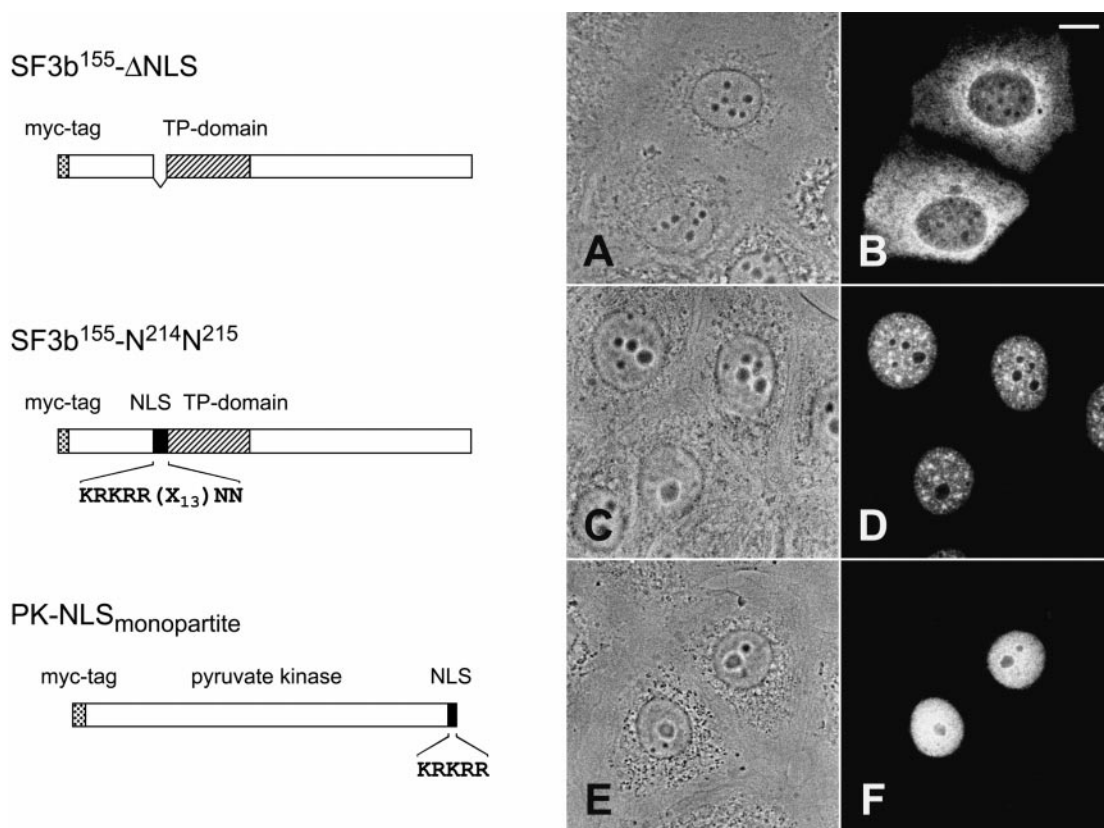 SF3b¹⁵⁵-ΔNLS
myc-tag TP-domain
A
B
SF3b¹⁵⁵-N²¹⁴N²¹⁵
myc-tag NLS TP-domain
KRKRR(X₁₃)NN
C
D
PK-NLSmonopartite
myc-tag pyruvate kinase NLS
KRKRR
E
F